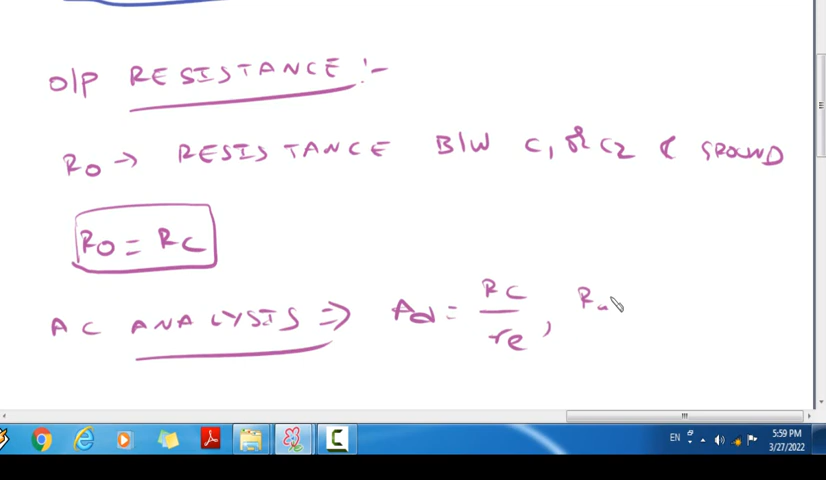 O/P RESISTANCE :-
Ro → RESISTANCE B/W C1 or C2 & GROUND
Ro = RC
AC ANALYSIS ⇒ Ad = RC/re , R
EN
5:59 PM
3/27/2022